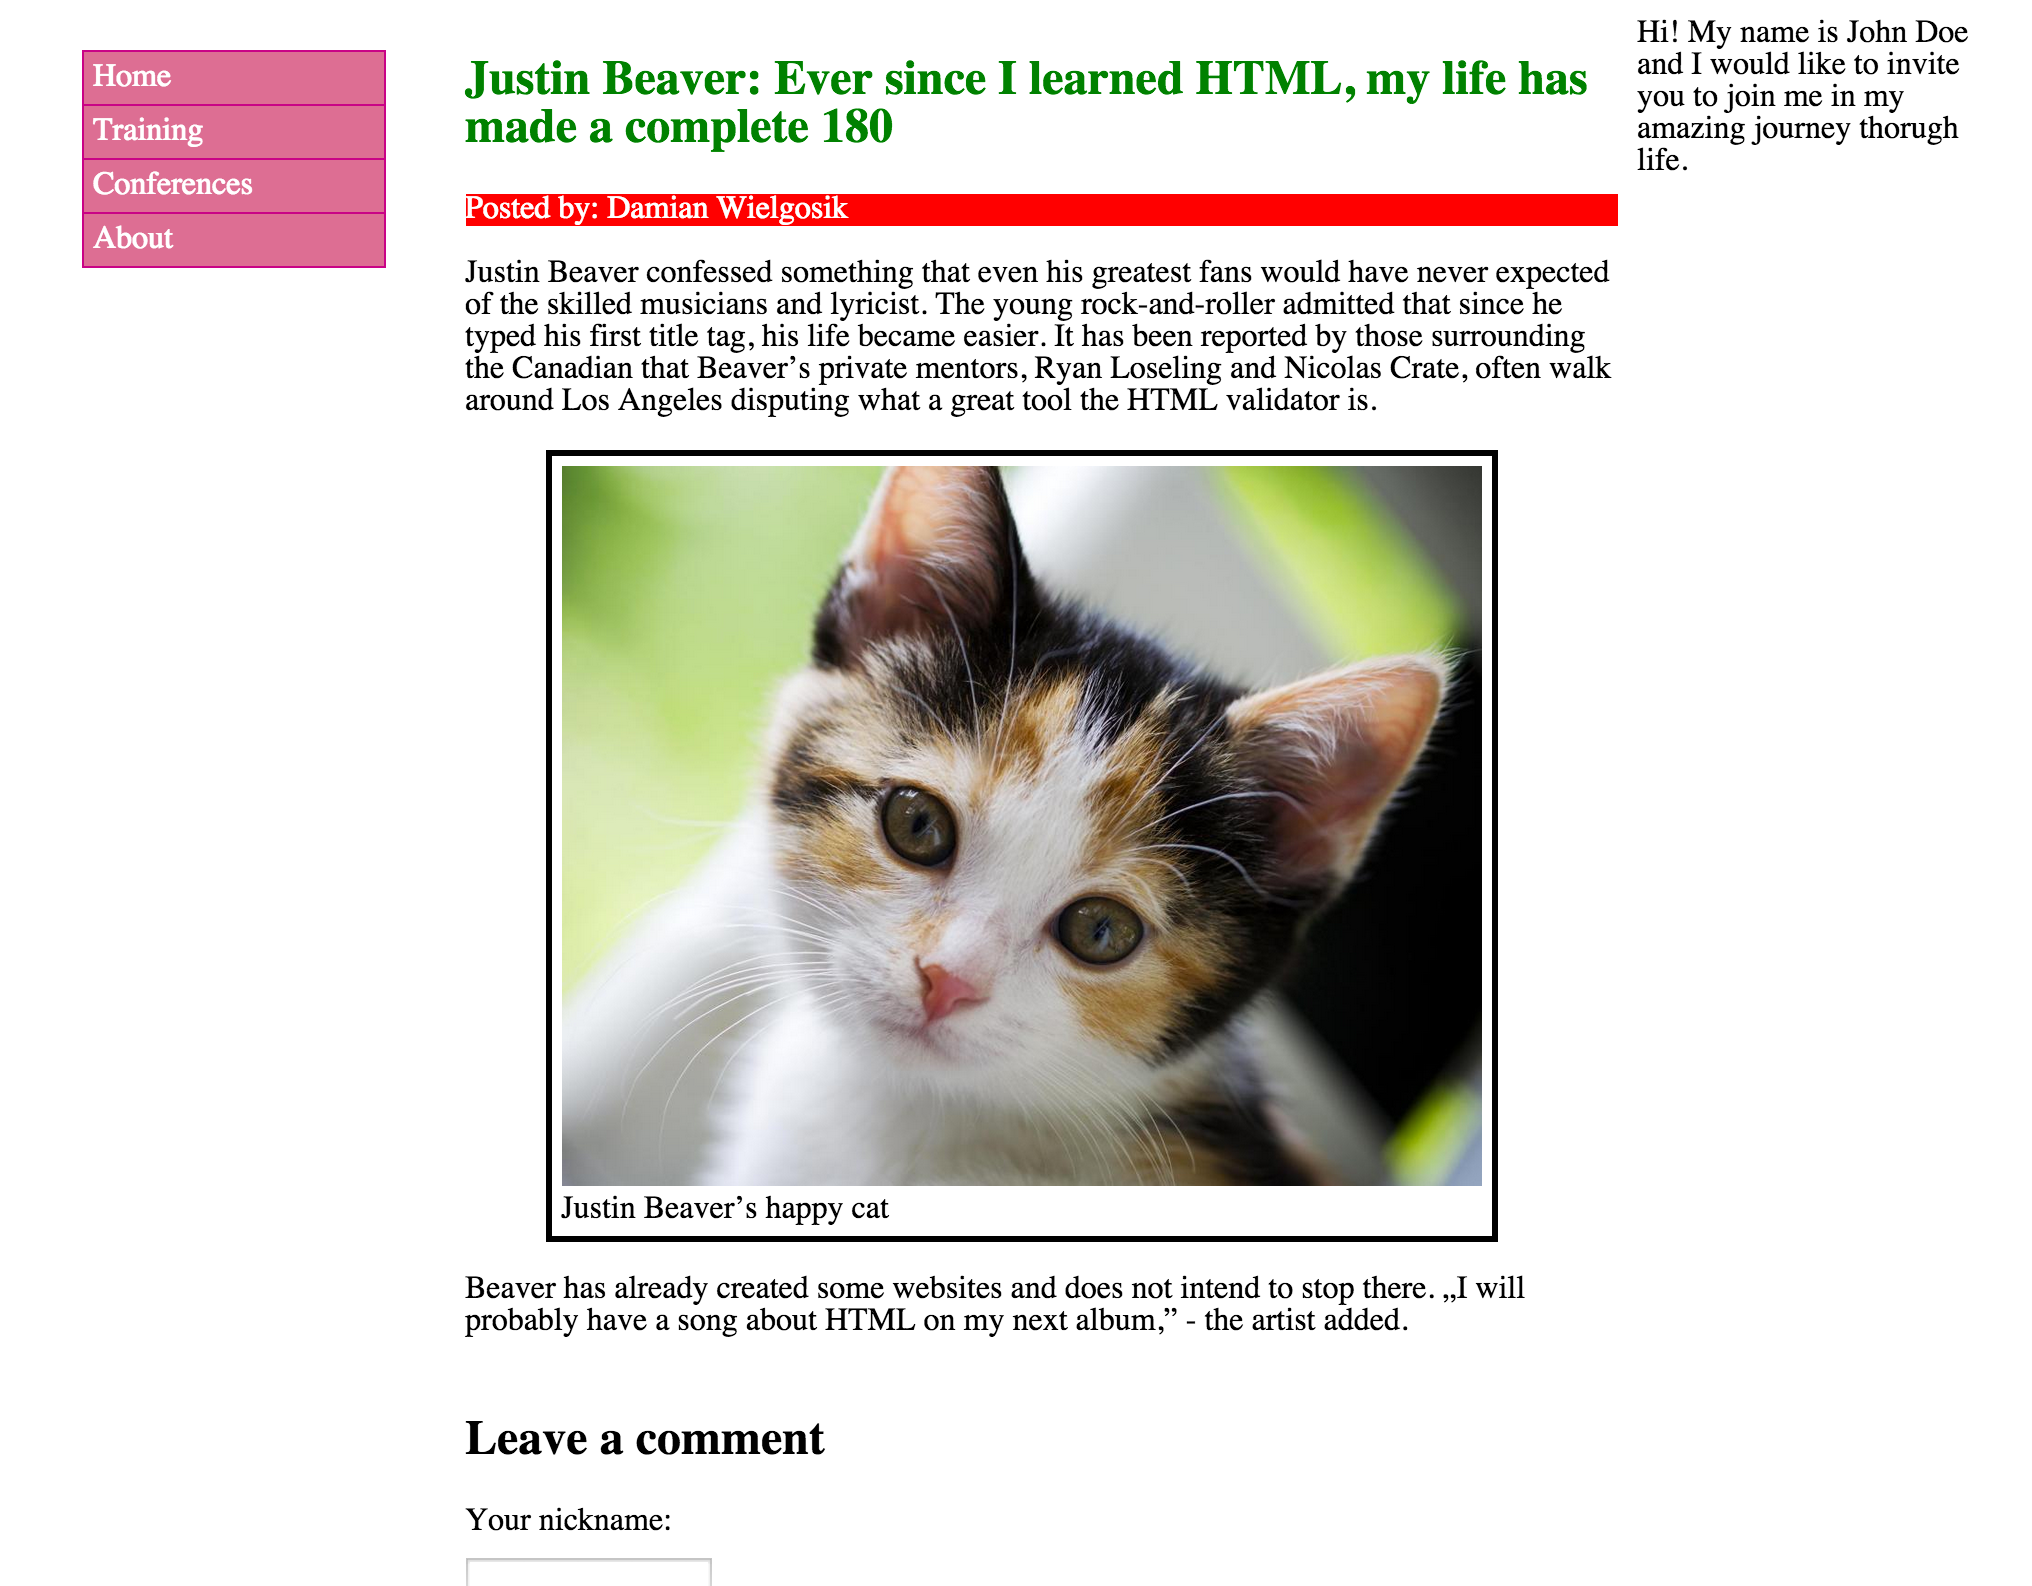 Home
Training
Conferences
About
Justin Beaver: Ever since I learned HTML, my life has
made a complete 180
Posted by: Damian Wielgosik
Justin Beaver confessed something that even his greatest fans would have never expected
of the skilled musicians and lyricist. The young rock-and-roller admitted that since he
typed his first title tag, his life became easier. It has been reported by those surrounding
the Canadian that Beaver’s private mentors, Ryan Loseling and Nicolas Crate, often walk
around Los Angeles disputing what a great tool the HTML validator is.
Justin Beaver’s happy cat
Beaver has already created some websites and does not intend to stop there. „I will
probably have a song about HTML on my next album,” - the artist added.
Leave a comment
Your nickname:
Hi! My name is John Doe
and I would like to invite
you to join me in my
amazing journey thorugh
life.